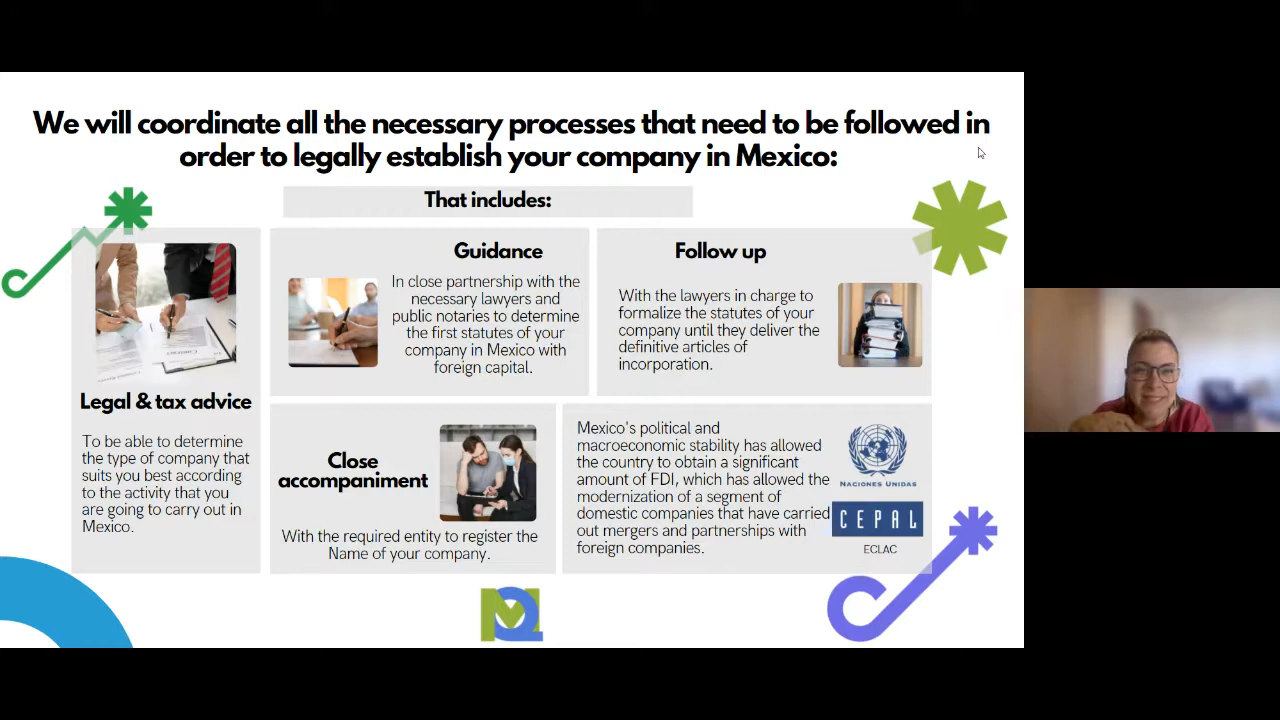 We will coordinate all the necessary processes that need to be followed in
order to legally establish your company in Mexico:
That includes:
Legal & tax advice
To be able to determine
the type of company that
suits you best according
to the activity that you
are going to carry out in
Mexico.
Guidance
In close partnership with the
necessary lawyers and
public notaries to determine
the first statutes of your
company in Mexico with
foreign capital.
Follow up
With the lawyers in charge to
formalize the statutes of your
company until they deliver the
definitive articles of
incorporation.
Close
accompaniment
With the required entity to register the
Name of your company.
Mexico's political and
macroeconomic stability has allowed
the country to obtain a significant
amount of FDI, which has allowed the
modernization of a segment of
domestic companies that have carried
out mergers and partnerships with
foreign companies.
NACIONES UNIDAS
CEPAL
ECLAC